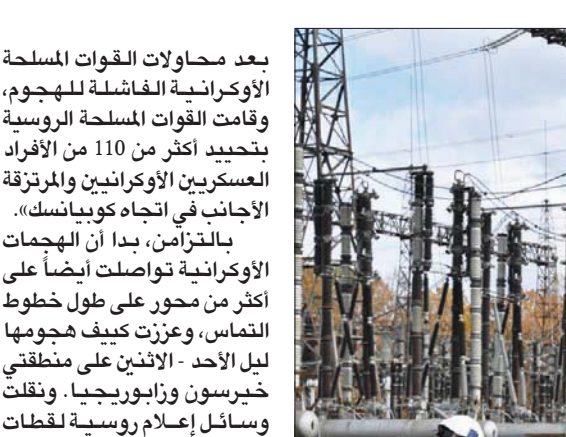 بعد محاولات القوات المسلحة
الأوكرانية الفاشلة للهجوم،
وقامت القوات المسلحة الروسية
بتحييد أكثر من 110 من الأفراد
العسكريين الأوكرانيين والمرتزقة
الأجانب في اتجاه كوبيانسك».
بالتزامن، بدا أن الهجمات
الأوكرانية تواصلت أيضاً على
أكثر من محور على طول خطوط
التماس، وعززت كييف هجومها
ليل الأحد - الاثنين على منطقتي
خيرسون وزابوريجيا. ونقلت
وسائل إعلام روسية لقطات